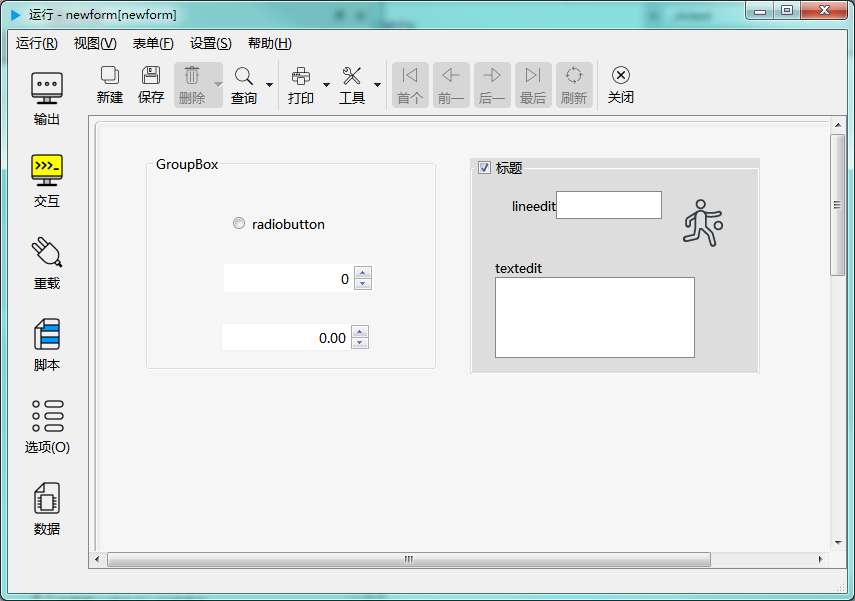 运行 - newform[newform]
运行(R) 视图(V) 表单(F) 设置(S) 帮助(H)
新建 保存 删除 查询 打印 工具 首个 前一 后一 最后 刷新 关闭
输出
交互
重载
脚本
选项(O)
数据
GroupBox
radiobutton
0
0.00
标题
lineedit
textedit